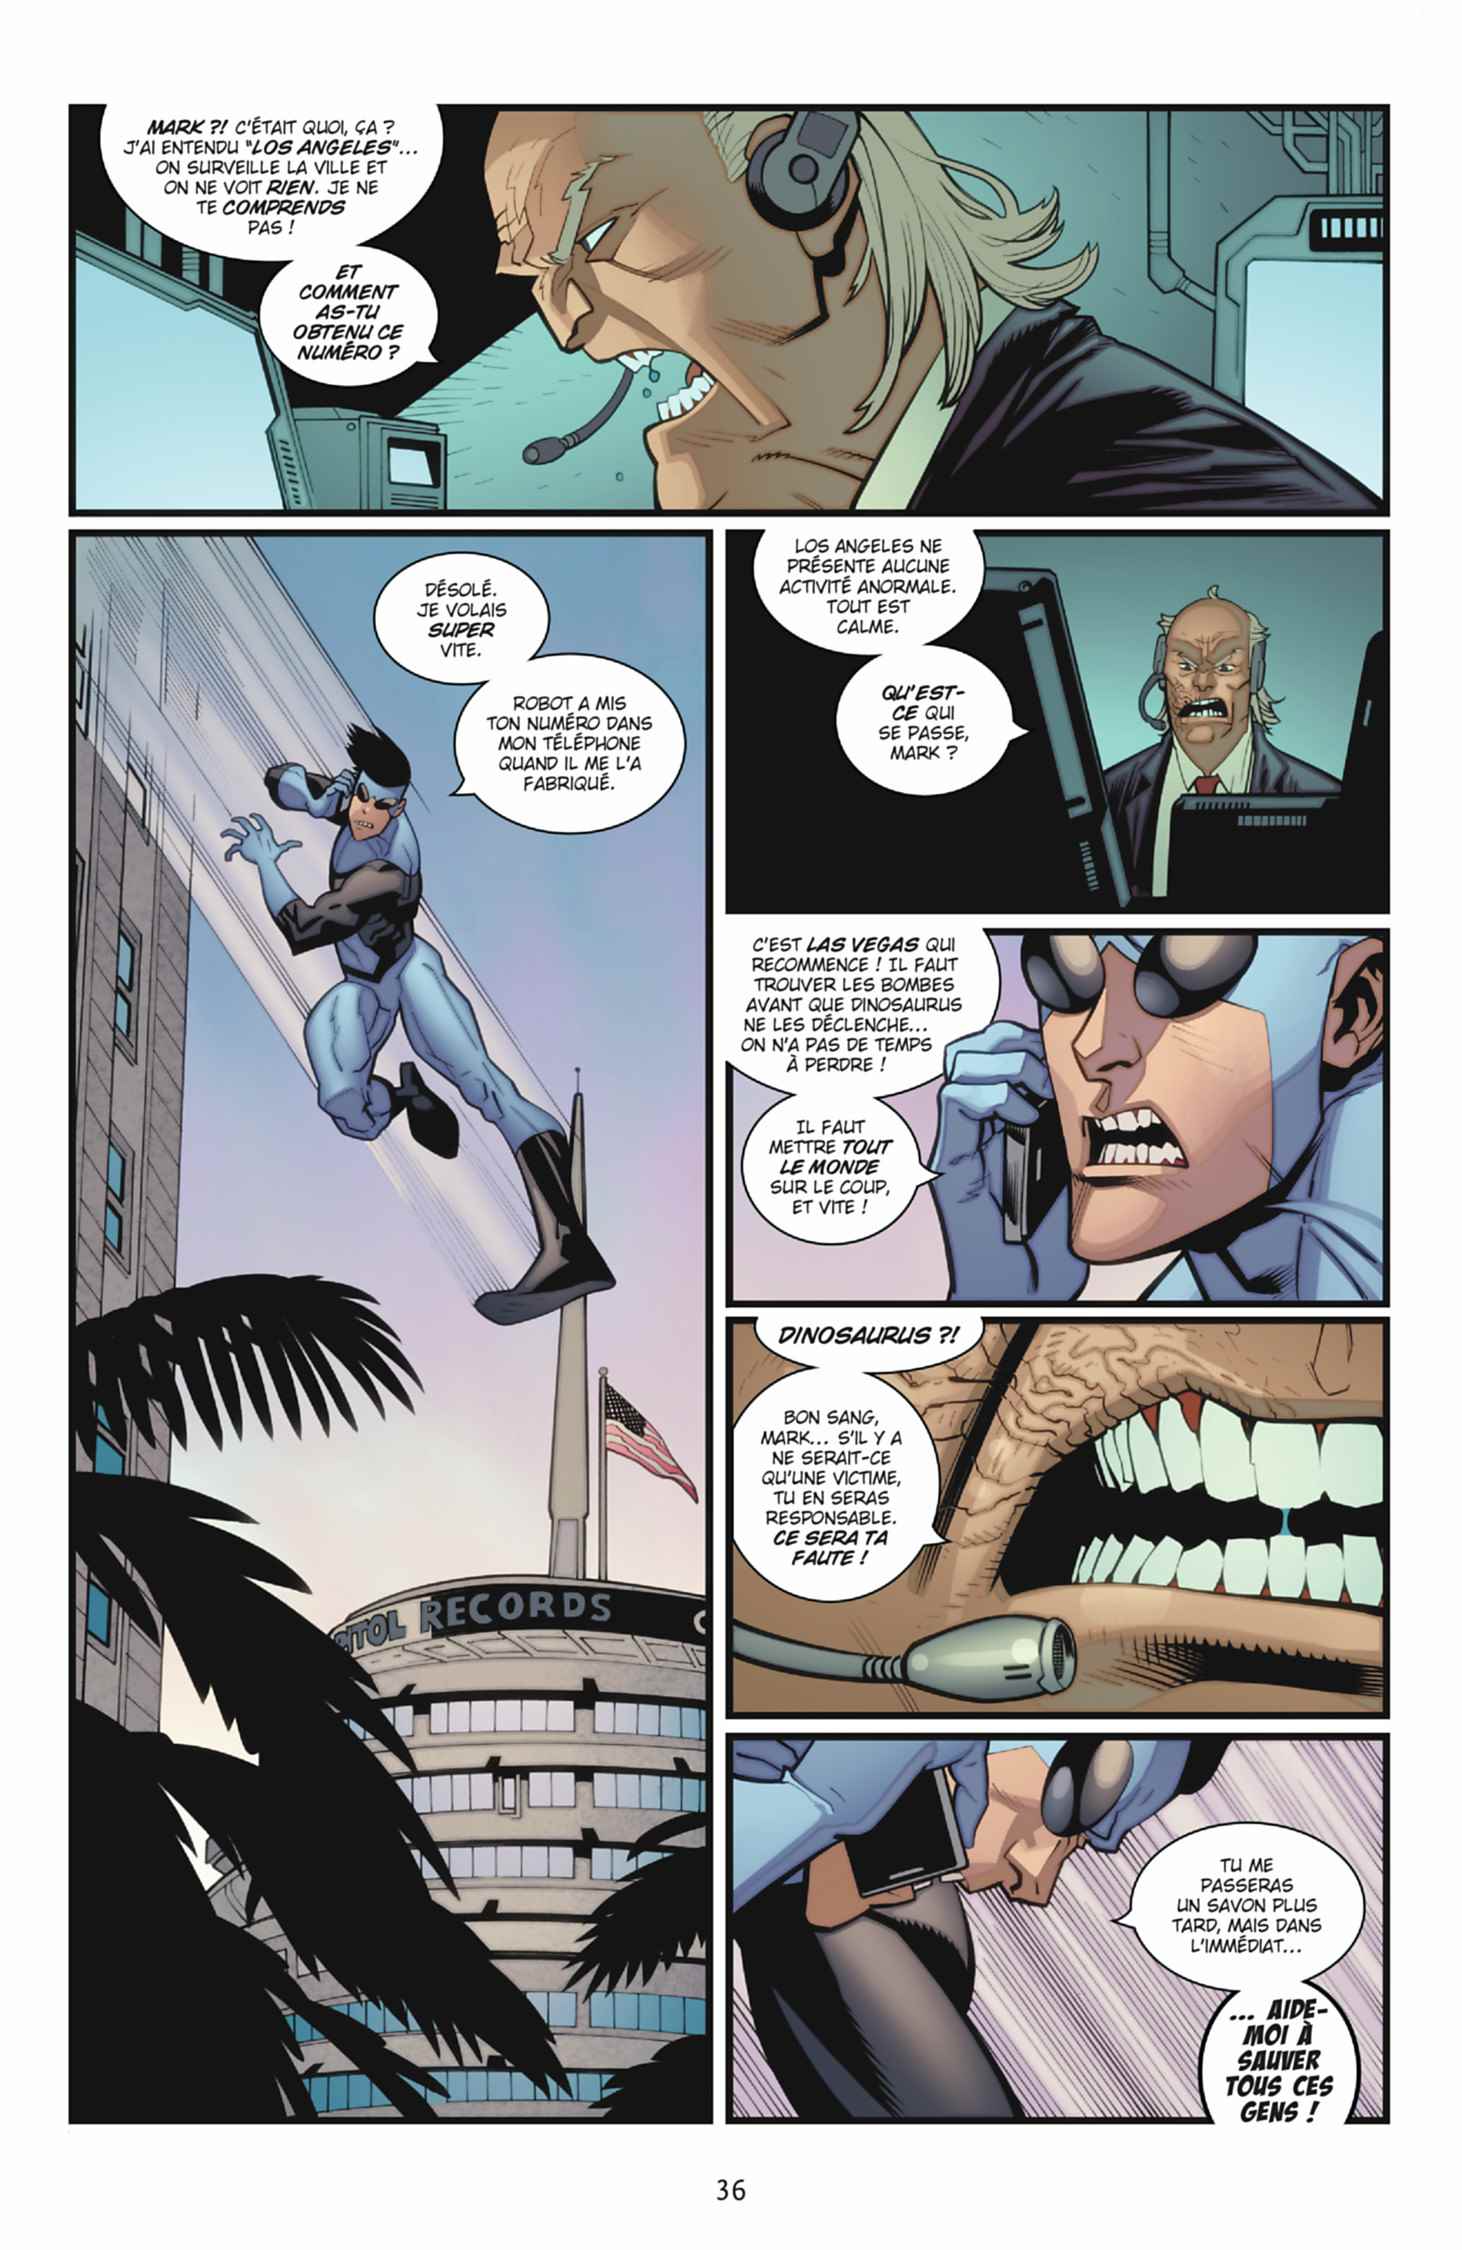 MARK ?! C'ÉTAIT QUOI, ÇA ?
J'AI ENTENDU "LOS ANGELES"...
ON SURVEILLE LA VILLE ET
ON NE VOIT RIEN. JE NE
TE COMPRENDS
PAS !
ET
COMMENT
AS-TU
OBTENU CE
NUMÉRO ?
DÉSOLÉ.
JE VOLAIS
SUPER
VITE.
ROBOT A MIS
TON NUMÉRO DANS
MON TÉLÉPHONE
QUAND IL ME L'A
FABRIQUÉ.
PITOL RECORDS
C
LOS ANGELES NE
PRÉSENTE AUCUNE
ACTIVITÉ ANORMALE.
TOUT EST
CALME.
QU'EST-
CE QUI
SE PASSE,
MARK ?
C'EST LAS VEGAS QUI
RECOMMENCE ! IL FAUT
TROUVER LES BOMBES
AVANT QUE DINOSAURUS
NE LES DÉCLENCHE...
ON N'A PAS DE TEMPS
À PERDRE !
IL FAUT
METTRE TOUT
LE MONDE
SUR LE COUP,
ET VITE !
DINOSAURUS ?!
BON SANG,
MARK... S'IL Y A
NE SERAIT-CE
QU'UNE VICTIME,
TU EN SERAS
RESPONSABLE.
CE SERA TA
FAUTE !
TU ME
PASSERAS
UN SAVON PLUS
TARD, MAIS DANS
L'IMMÉDIAT...
... AIDE-
MOI À
SAUVER
TOUS CES
GENS !
36